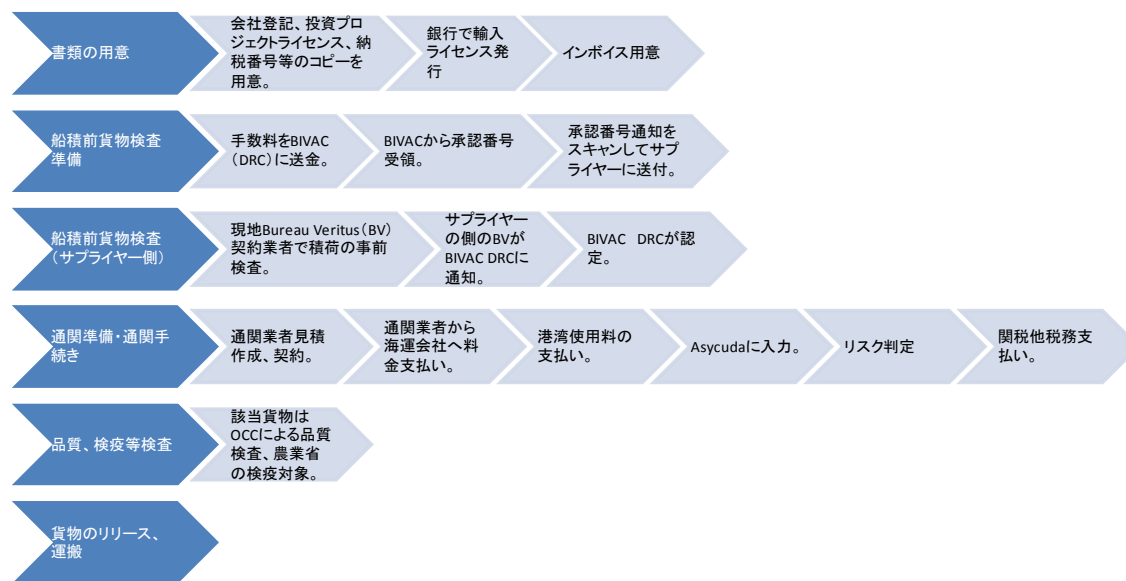 書類の用意
会社登記、投資プロ
ジェクトライセンス、納
税番号等のコピーを
用意。
銀行で輸入
ライセンス発
行
インボイス用意
船積前貨物検査
準備
手数料をBIVAC
（DRC）に送金。
BIVACから承認番号
受領。
承認番号通知を
スキャンしてサプ
ライヤーに送付。
船積前貨物検査
（サプライヤー側）
現地Bureau Veritus（BV）
契約業者で積荷の事前
検査。
サプライヤー
の側のBVが
BIVAC DRCに
通知。
BIVAC　DRCが認
定。
通関準備・通関手
続き
通関業者見積
作成、契約。
通関業者から
海運会社へ料
金支払い。
港湾使用料の
支払い。
Asycudaに入力。
リスク判定
関税他税務支
払い。
品質、検疫等検査
該当貨物は
OCCによる品質
検査、農業省
の検疫対象。
貨物のリリース、
運搬